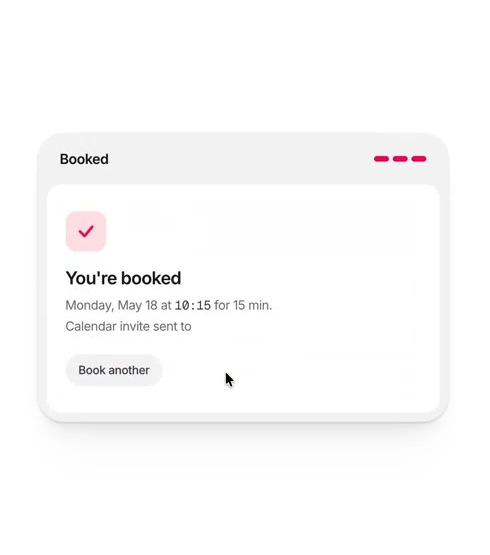 Booked
You're booked
Monday, May 18 at 10:15 for 15 min.
Calendar invite sent to
Book another